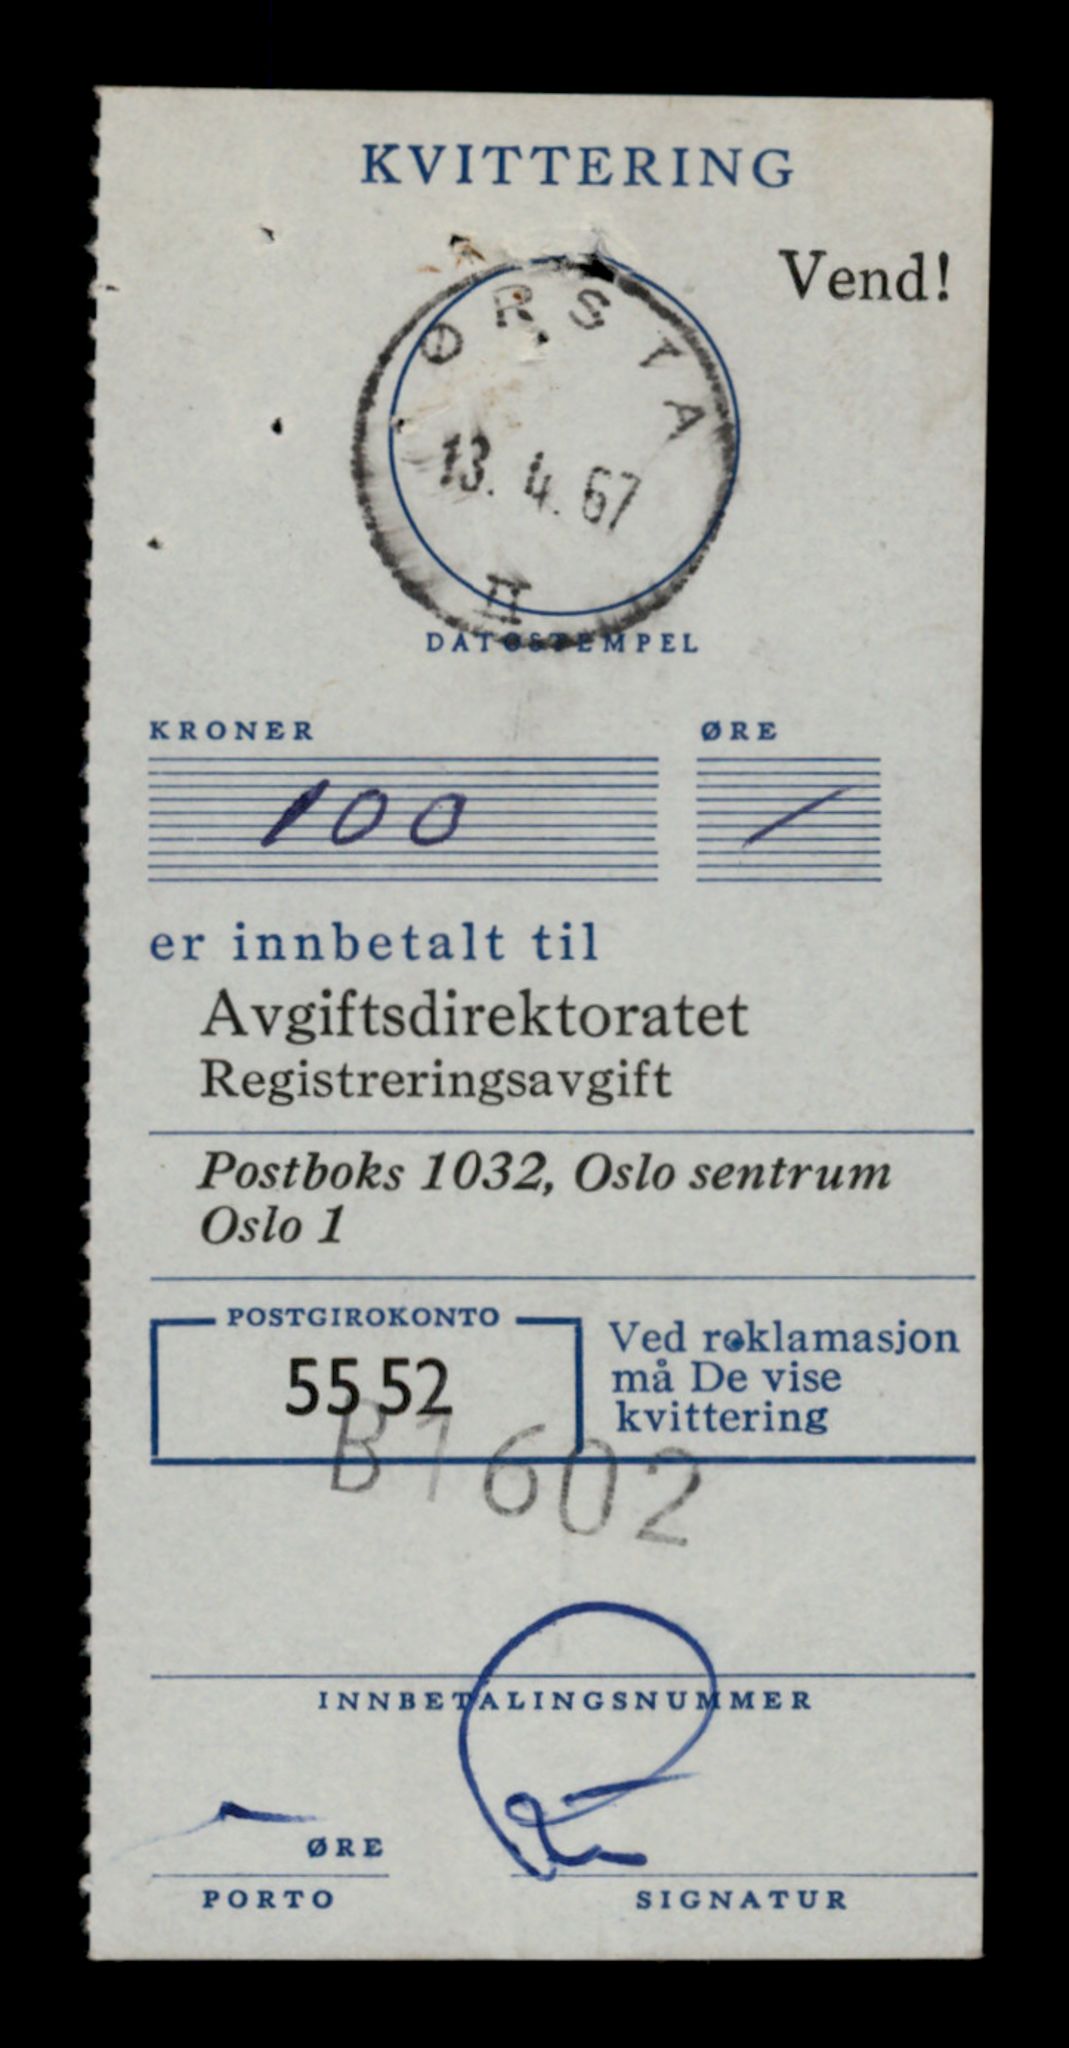 KVITTERING
Vend!
ØRSTA
13. 4. 67
II
DATOSTEMPEL
KRONER ØRE
100 /
er innbetalt til
Avgiftsdirektoratet
Registreringsavgift
Postboks 1032, Oslo sentrum
Oslo 1
POSTGIROKONTO
55 52
Ved reklamasjon
må De vise
kvittering
B1602
INNBETALINGSNUMMER
ØRE
PORTO SIGNATUR